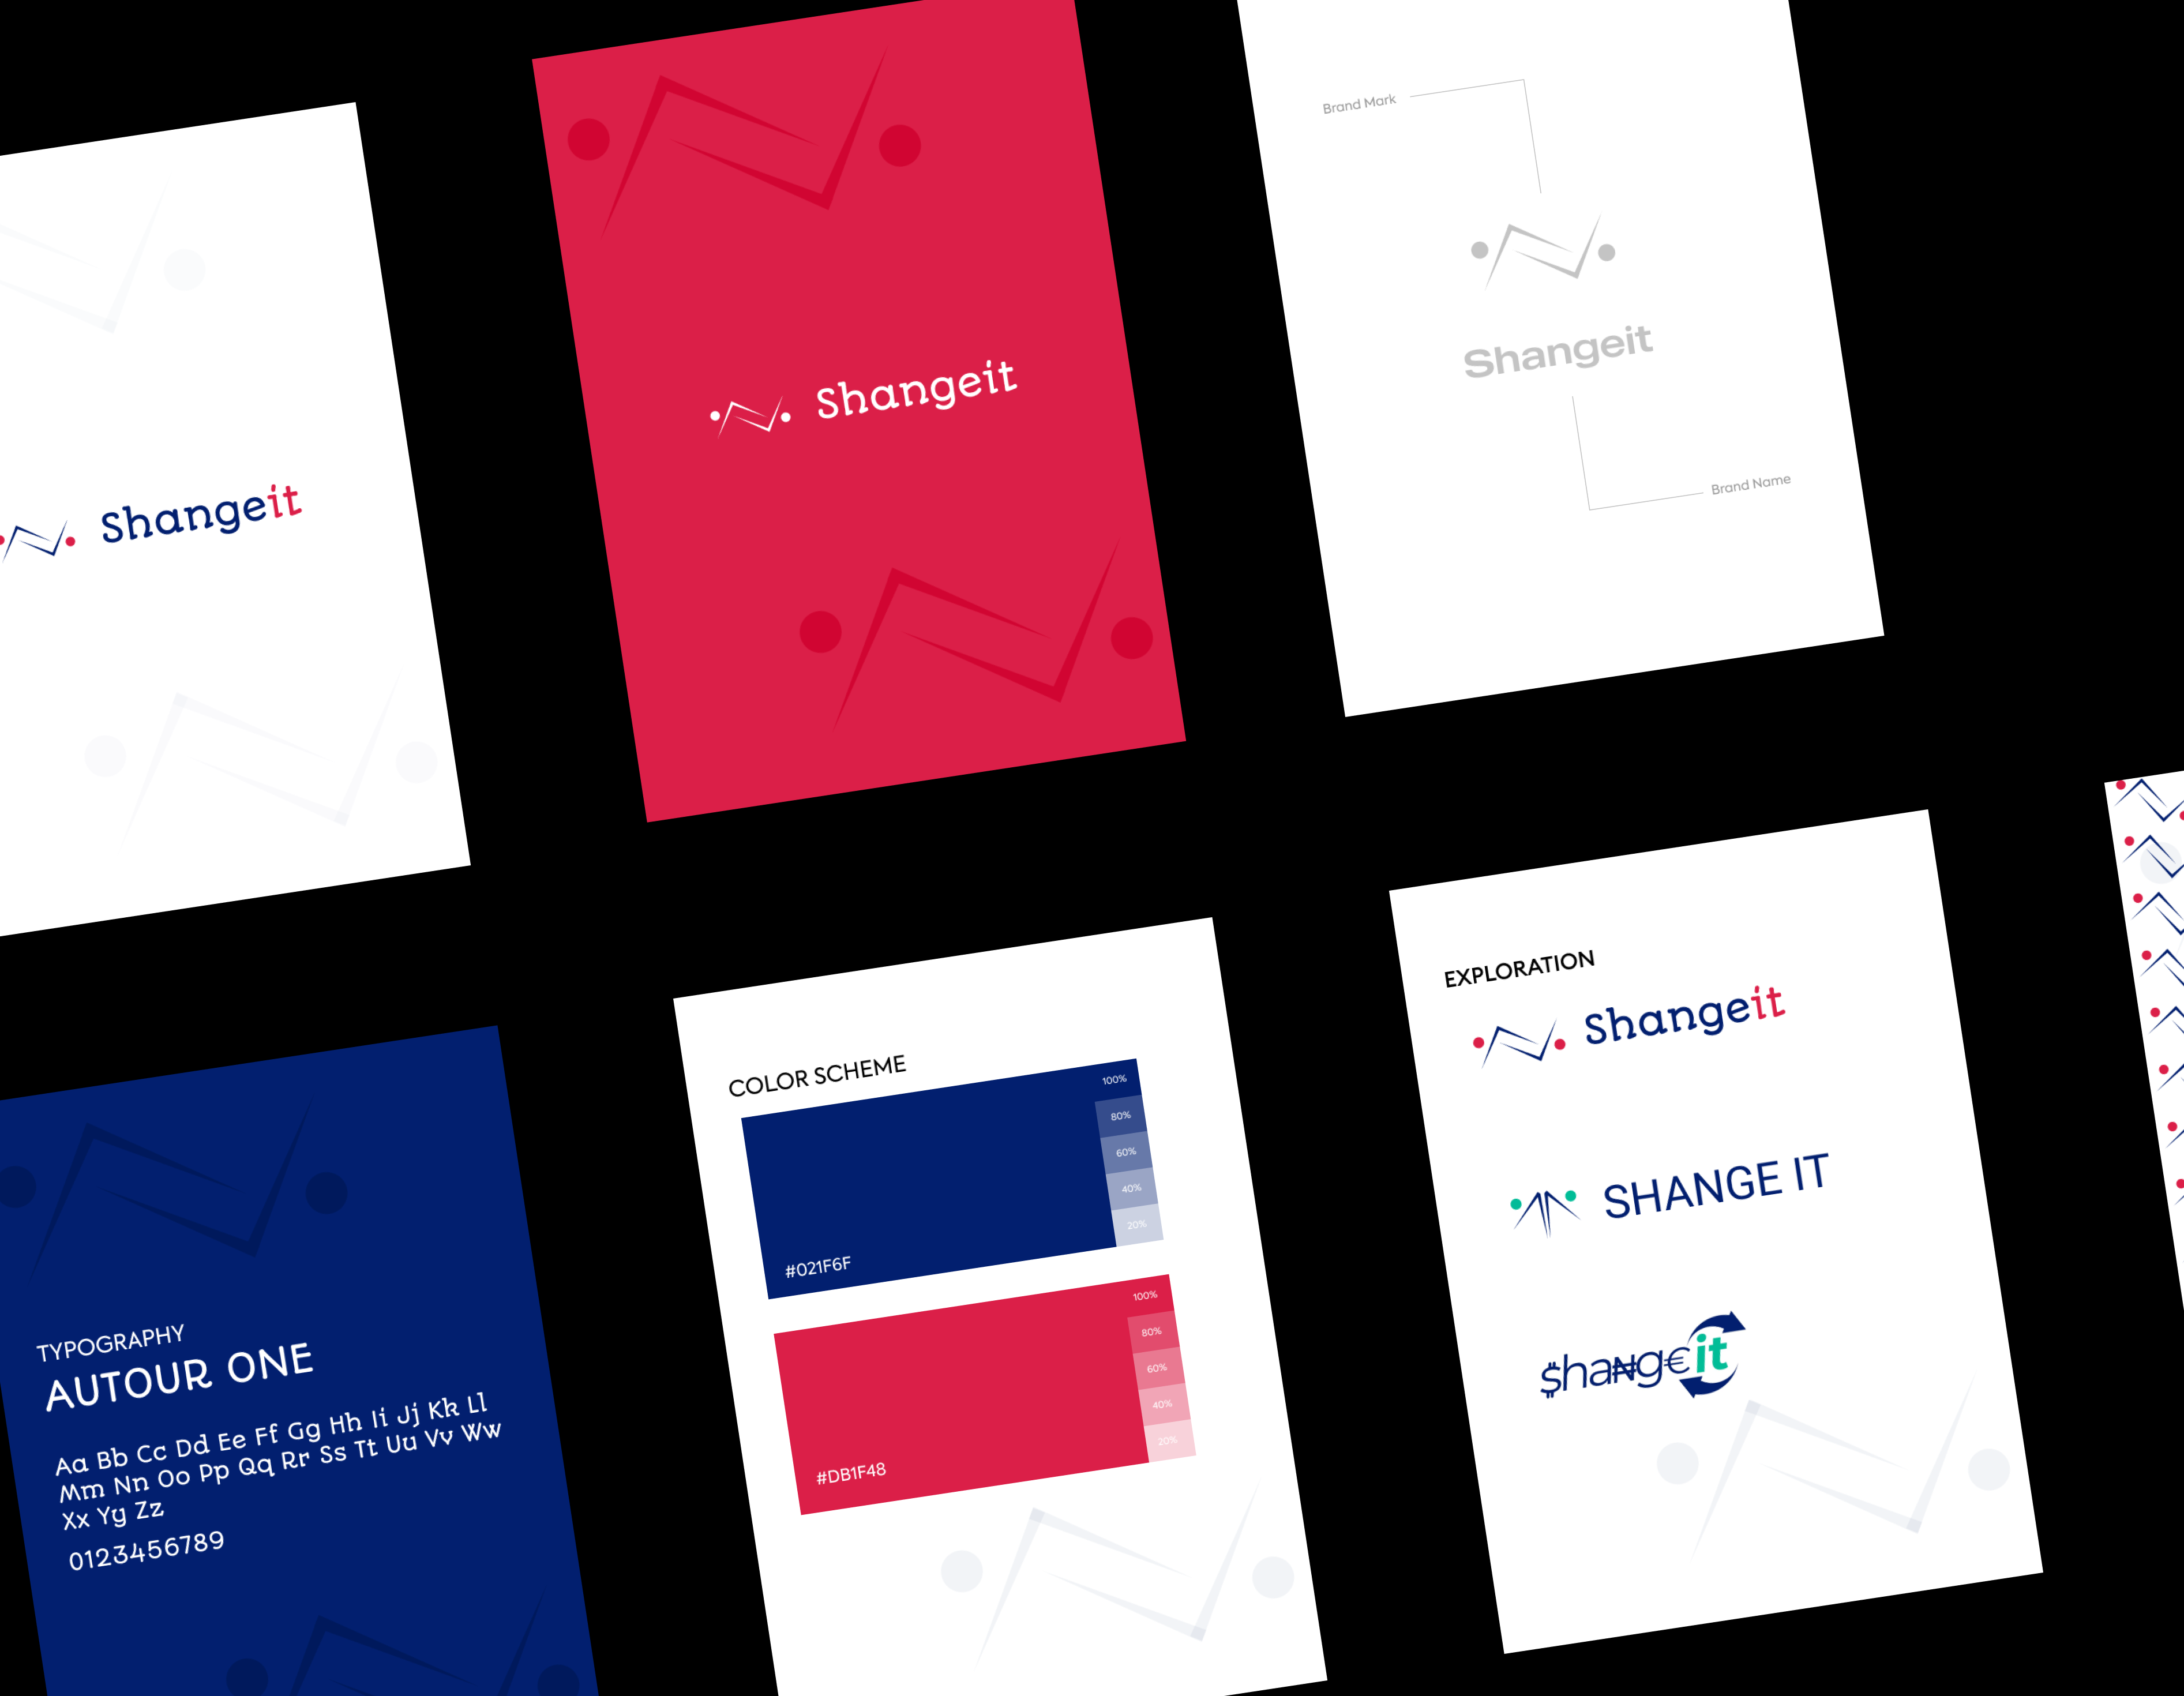 Shangeit
Shangeit
Brand Mark
Shangeit
Brand Name
TYPOGRAPHY
AUTOUR ONE
Aa Bb Cc Dd Ee Ff Gg Hh Ii Jj Kk Ll
Mm Nn Oo Pp Qq Rr Ss Tt Uu Vv Ww
Xx Yy Zz
0123456789
COLOR SCHEME
100%
80%
60%
40%
20%
#021F6F
100%
80%
60%
40%
20%
#DB1F48
EXPLORATION
Shangeit
SHANGE IT
$ha₦g€it